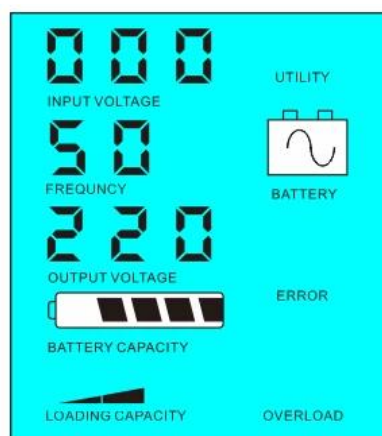 000
UTILITY
INPUT VOLTAGE
50
FREQUNCY
BATTERY
220
OUTPUT VOLTAGE
ERROR
BATTERY CAPACITY
LOADING CAPACITY
OVERLOAD